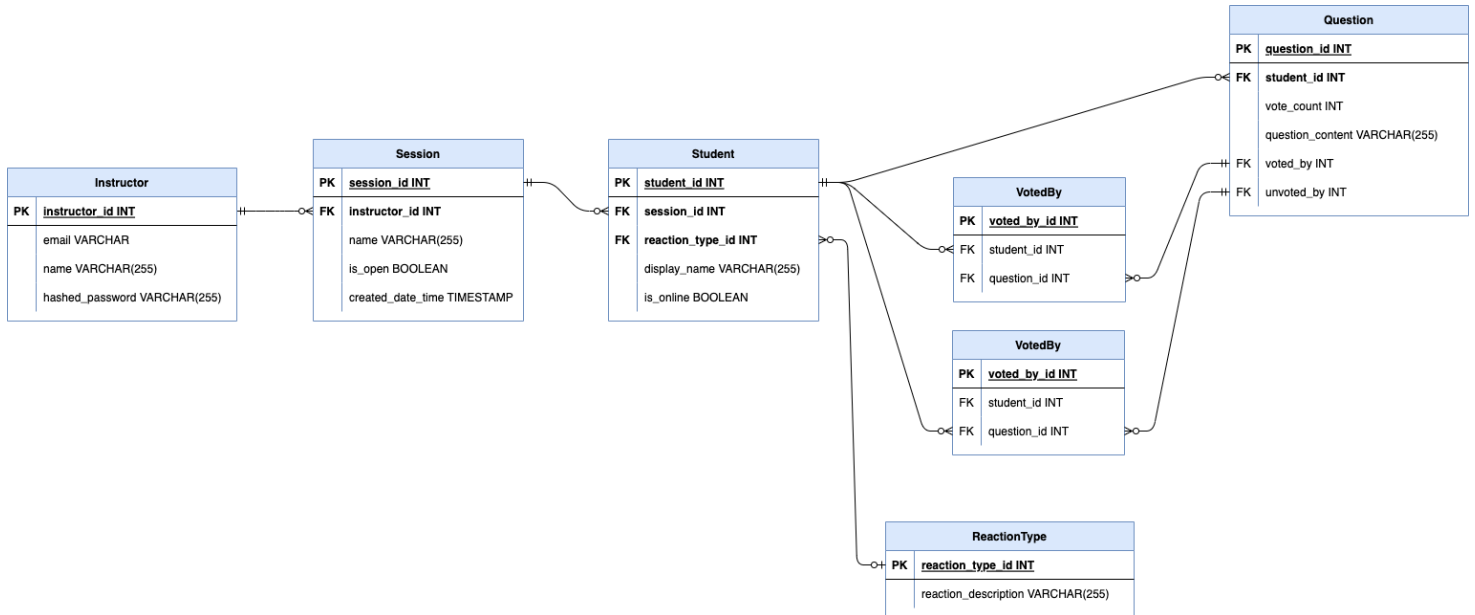 Instructor
PK instructor_id INT
email VARCHAR
name VARCHAR(255)
hashed_password VARCHAR(255)
Session
PK session_id INT
FK instructor_id INT
name VARCHAR(255)
is_open BOOLEAN
created_date_time TIMESTAMP
Student
PK student_id INT
FK session_id INT
FK reaction_type_id INT
display_name VARCHAR(255)
is_online BOOLEAN
Question
PK question_id INT
FK student_id INT
vote_count INT
question_content VARCHAR(255)
FK voted_by INT
FK unvoted_by INT
VotedBy
PK voted_by_id INT
FK student_id INT
FK question_id INT
VotedBy
PK voted_by_id INT
FK student_id INT
FK question_id INT
ReactionType
PK reaction_type_id INT
reaction_description VARCHAR(255)